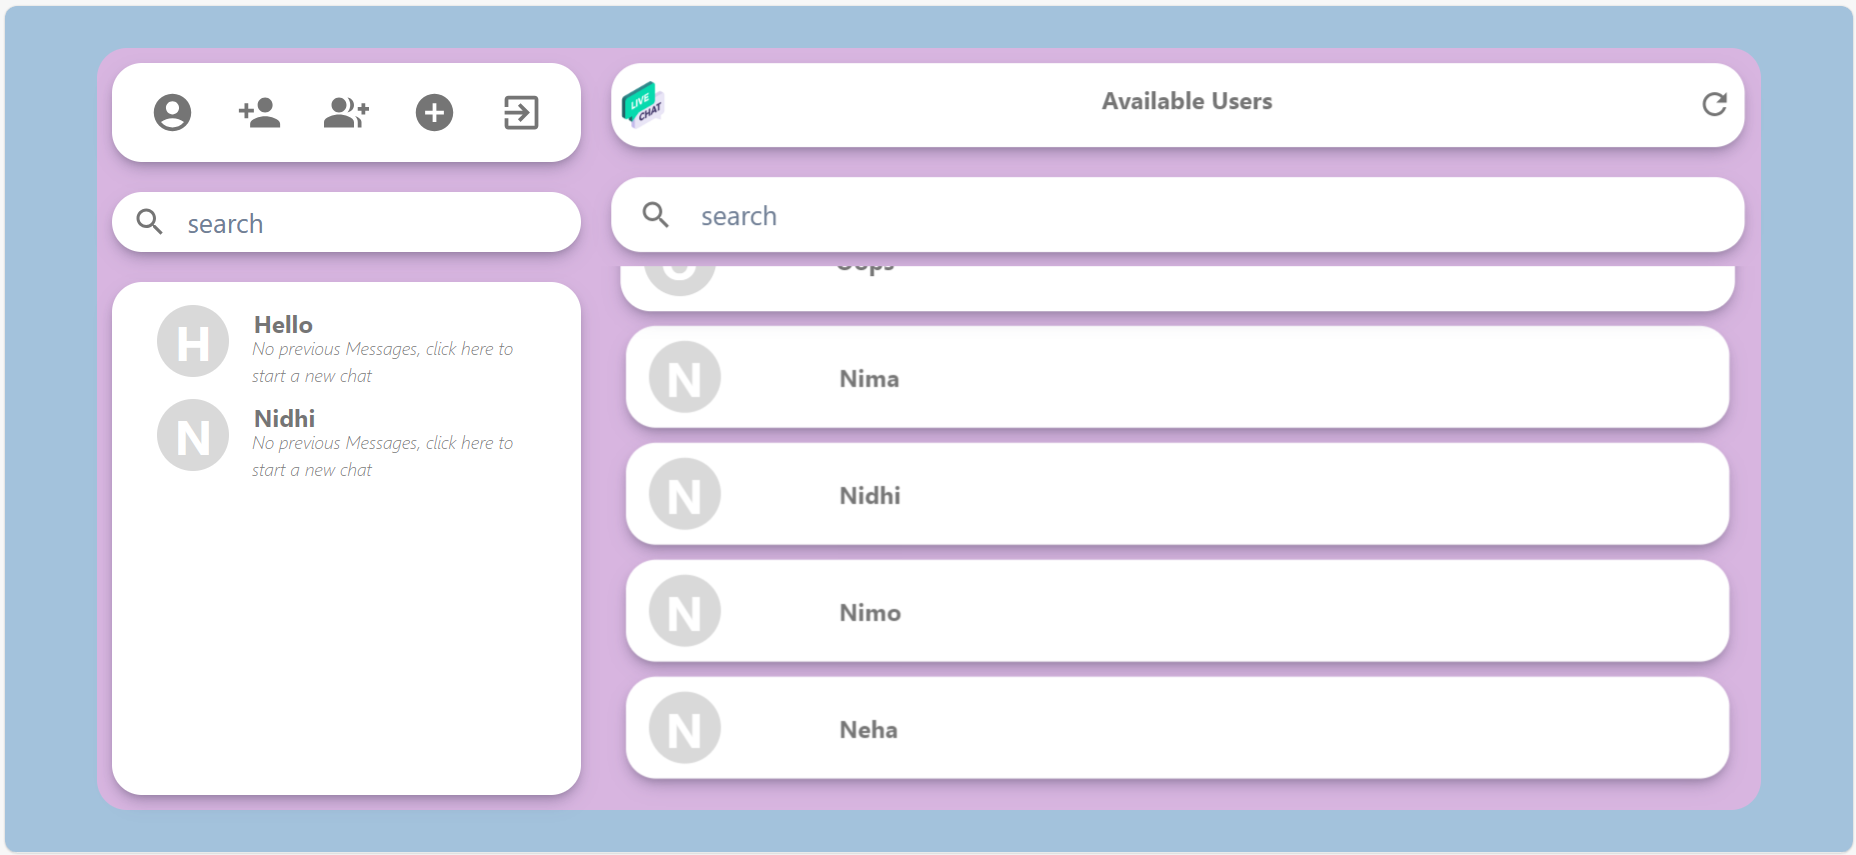 search
H
Hello
No previous Messages, click here to
start a new chat
N
Nidhi
No previous Messages, click here to
start a new chat
LIVE
CHAT
Available Users
search
Oops
N
Nima
N
Nidhi
N
Nimo
N
Neha